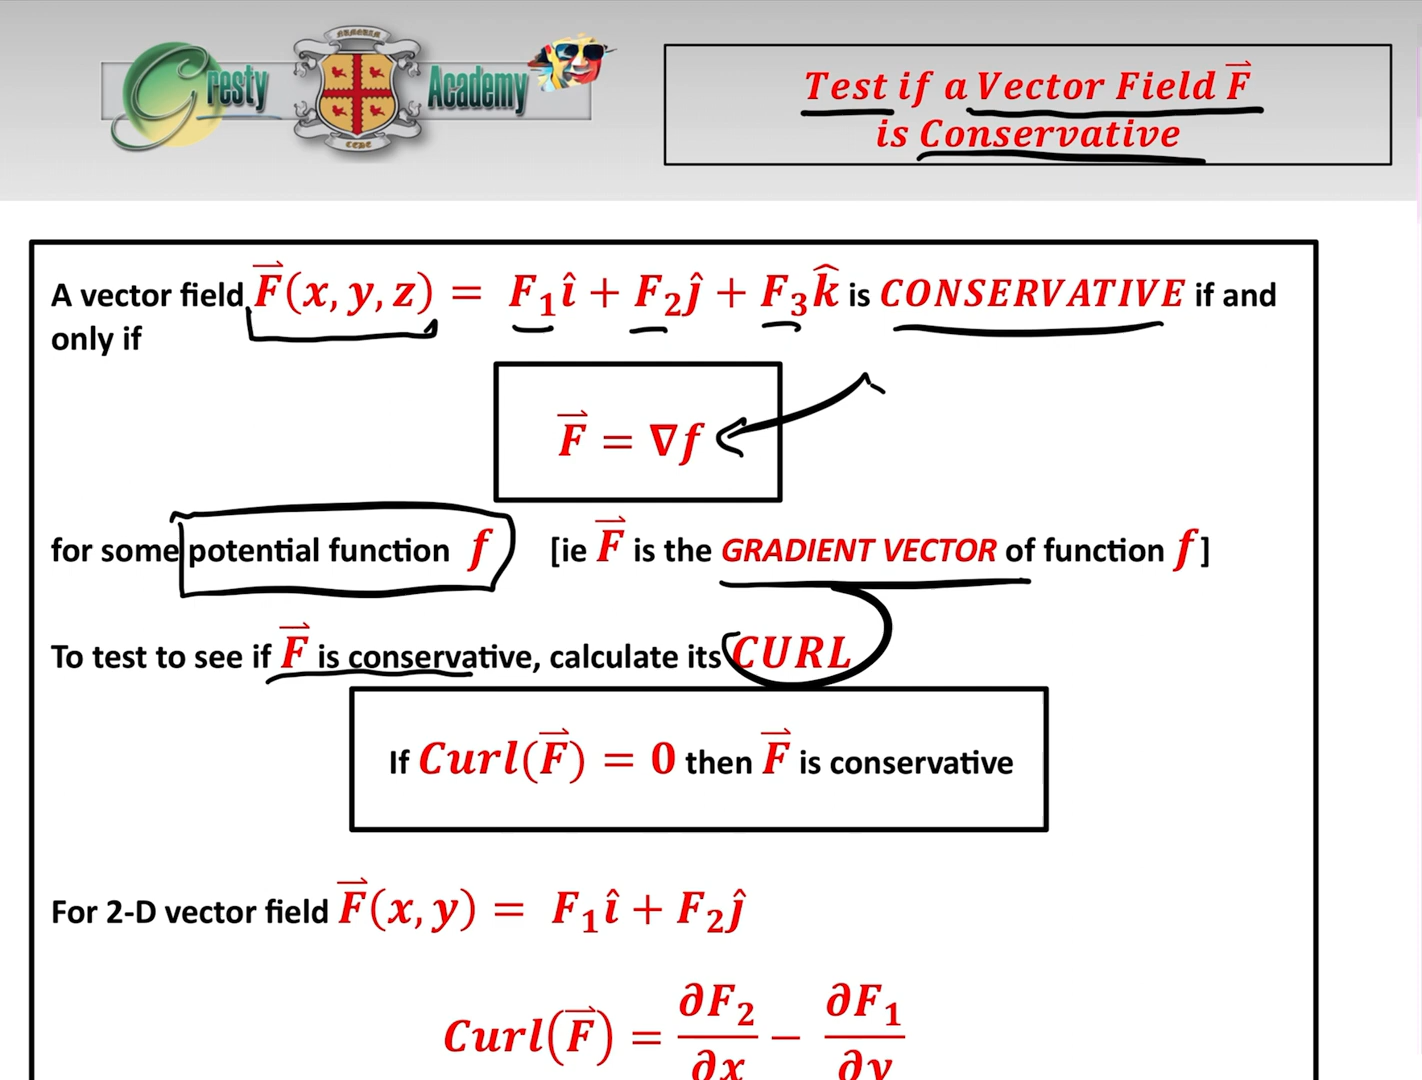 Cresty Academy
Test if a Vector Field F⃗
is Conservative
A vector field F⃗(x, y, z) = F₁î + F₂ĵ + F₃k̂ is CONSERVATIVE if and
only if
F⃗ = ∇f
for some potential function f [ie F⃗ is the GRADIENT VECTOR of function f]
To test to see if F⃗ is conservative, calculate its CURL
If Curl(F⃗) = 0 then F⃗ is conservative
For 2-D vector field F⃗(x, y) = F₁î + F₂ĵ
Curl(F⃗) = ∂F₂/∂x − ∂F₁/∂y